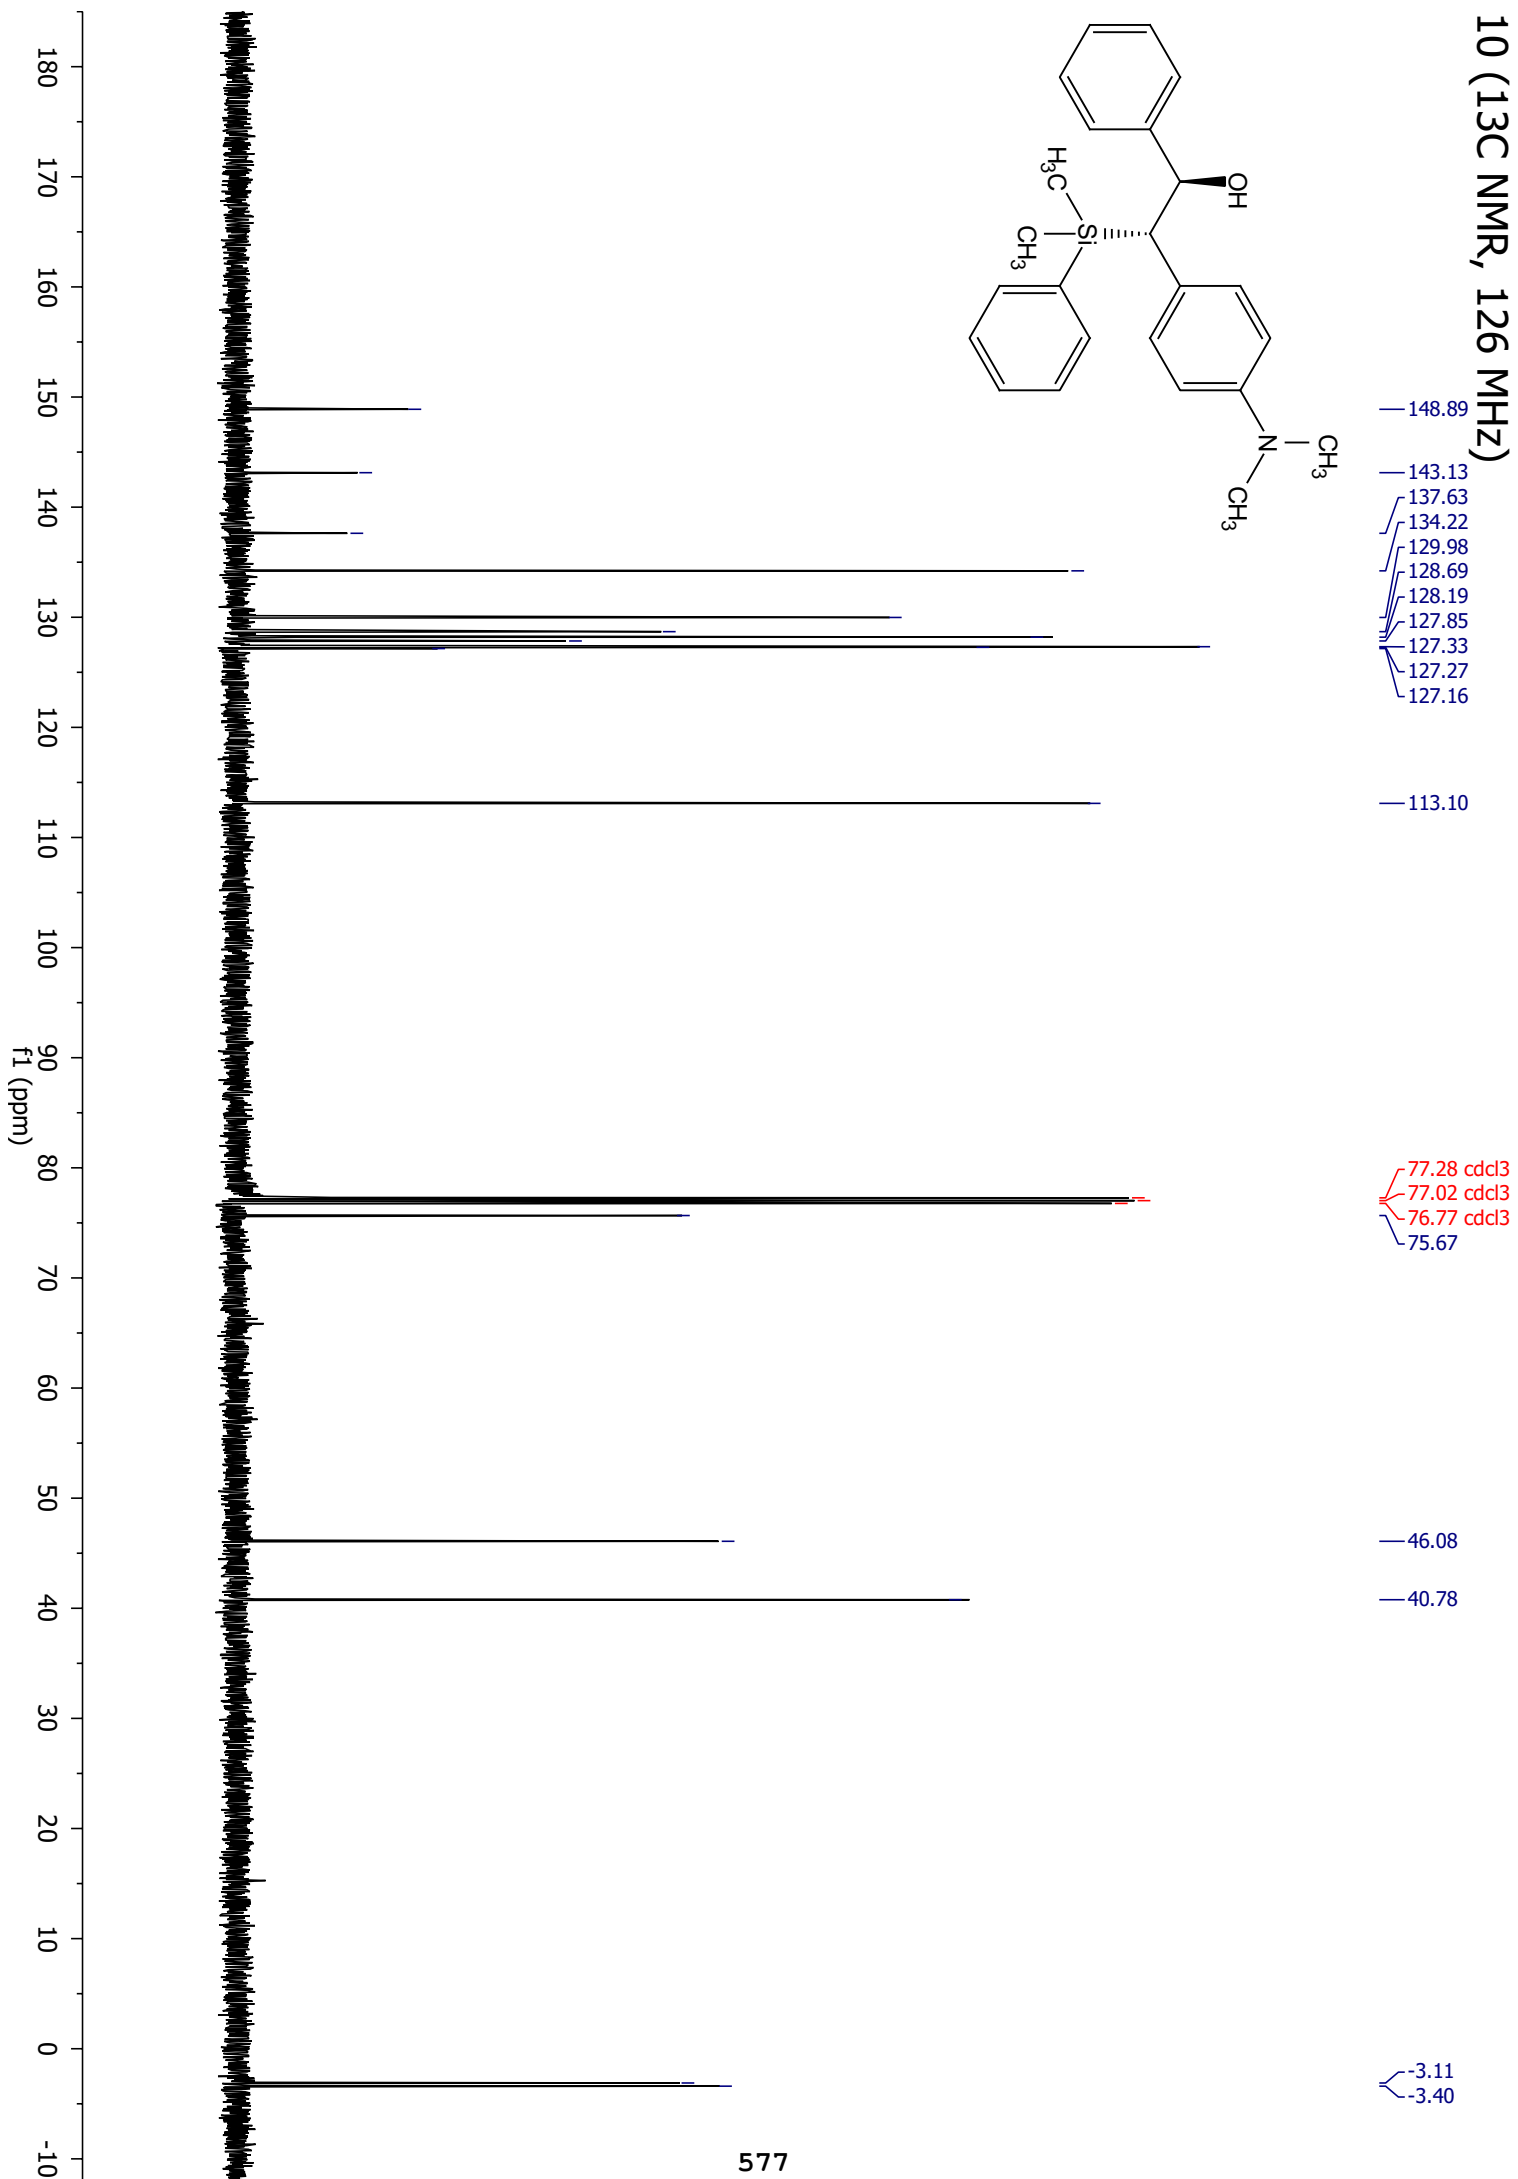 10 (13C NMR, 126 MHz)
148.89
143.13
137.63
134.22
129.98
128.69
128.19
127.85
127.33
127.27
127.16
113.10
77.28 cdcl3
77.02 cdcl3
76.77 cdcl3
75.67
46.08
40.78
-3.11
-3.40
OH
H3C
Si
CH3
N
CH3
CH3
180 170 160 150 140 130 120 110 100 90 80 70 60 50 40 30 20 10 0 -10
f1 (ppm)
577